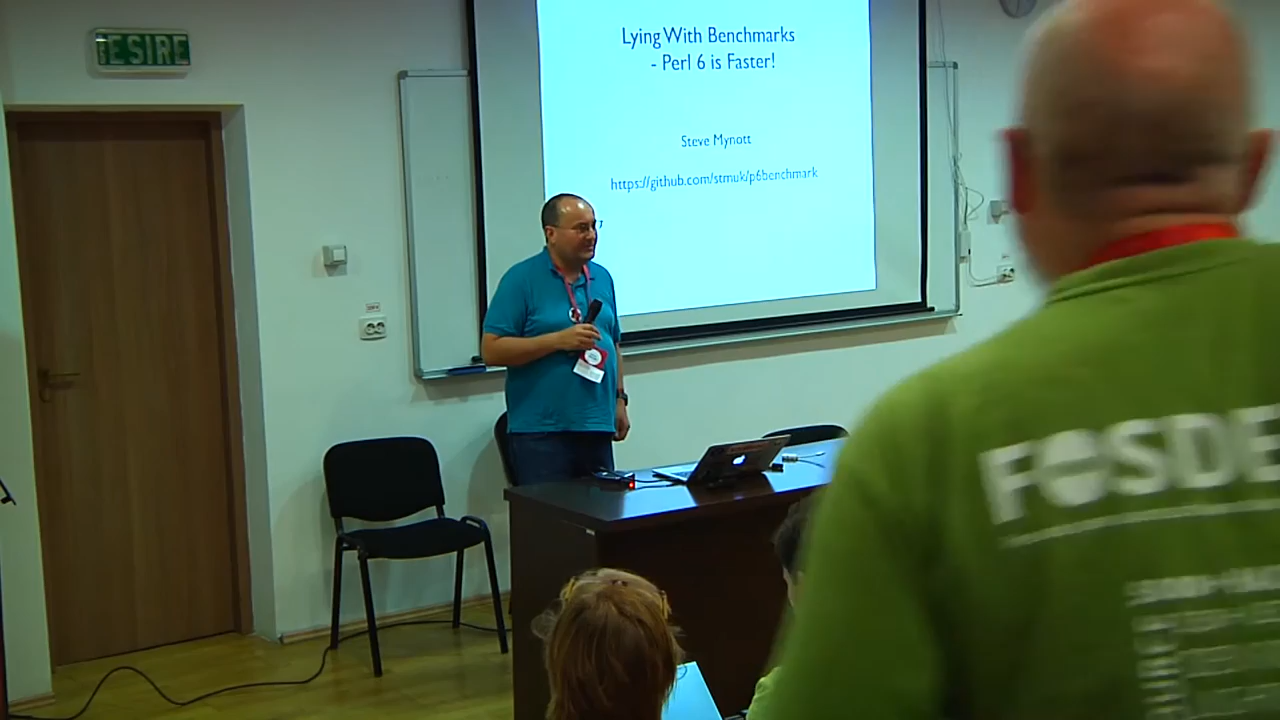 IESIRE
Lying With Benchmarks
- Perl 6 is Faster!
Steve Mynott
https://github.com/stmuk/p6benchmark
FOSDE